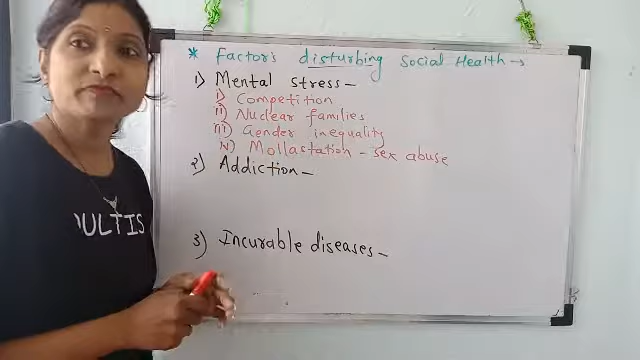 * Factors disturbing Social Health →
1) Mental stress -
I) Competition
II) Nuclear families
III) Gender inequality
IV) Mollastation - sex abuse
2) Addiction -
3) Incurable diseases -
ULTIS